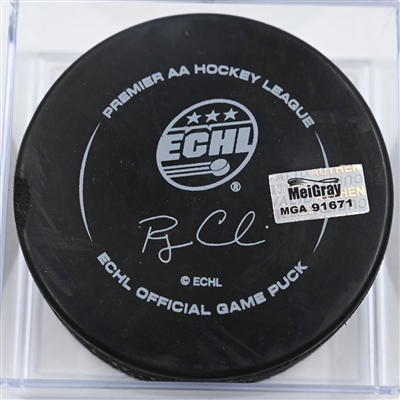 PREMIER AA HOCKEY LEAGUE
ECHL
®
MeiGray
MGA 91671
© ECHL
ECHL OFFICIAL GAME PUCK